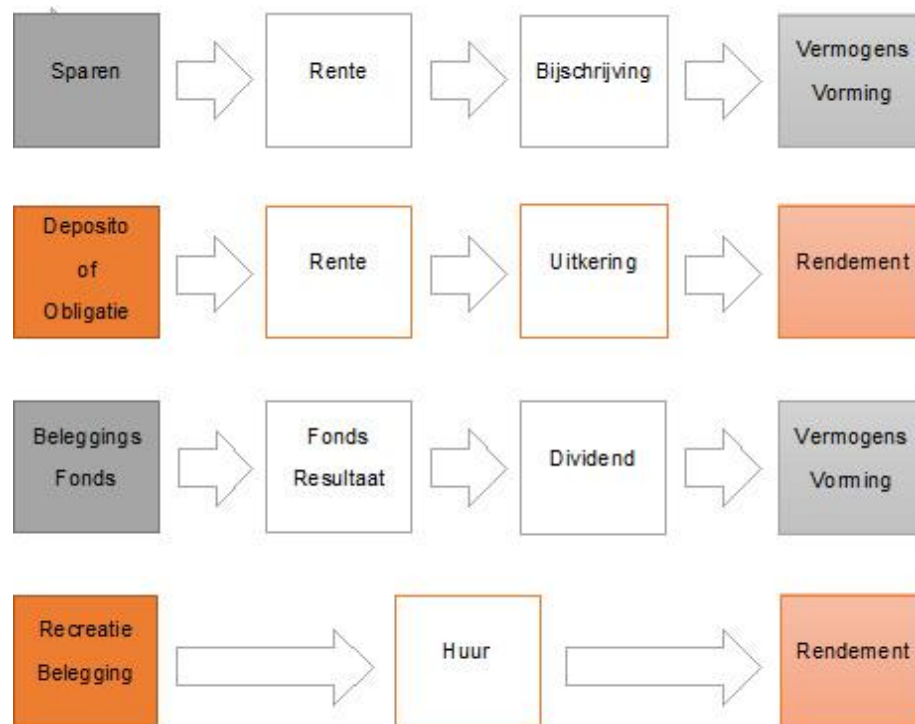 Sparen
Rente
Bijschrijving
Vermogens
Vorming
Deposito
of
Obligatie
Rente
Uitkering
Rendement
Beleggings
Fonds
Fonds
Resultaat
Dividend
Vermogens
Vorming
Recreatie
Belegging
Huur
Rendement